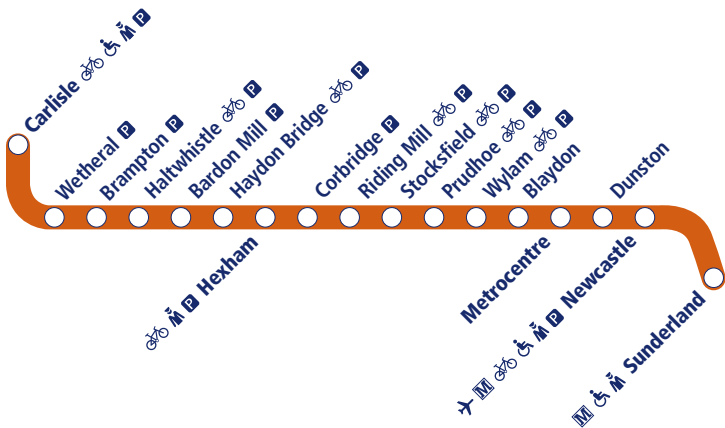 Carlisle P
Wetheral P
Brampton P
Haltwhistle P
Bardon Mill P
Haydon Bridge P
P Hexham
Corbridge P
Riding Mill P
Stocksfield P
Prudhoe P
Wylam P
Blaydon
Metrocentre
Dunston
M P Newcastle
M Sunderland